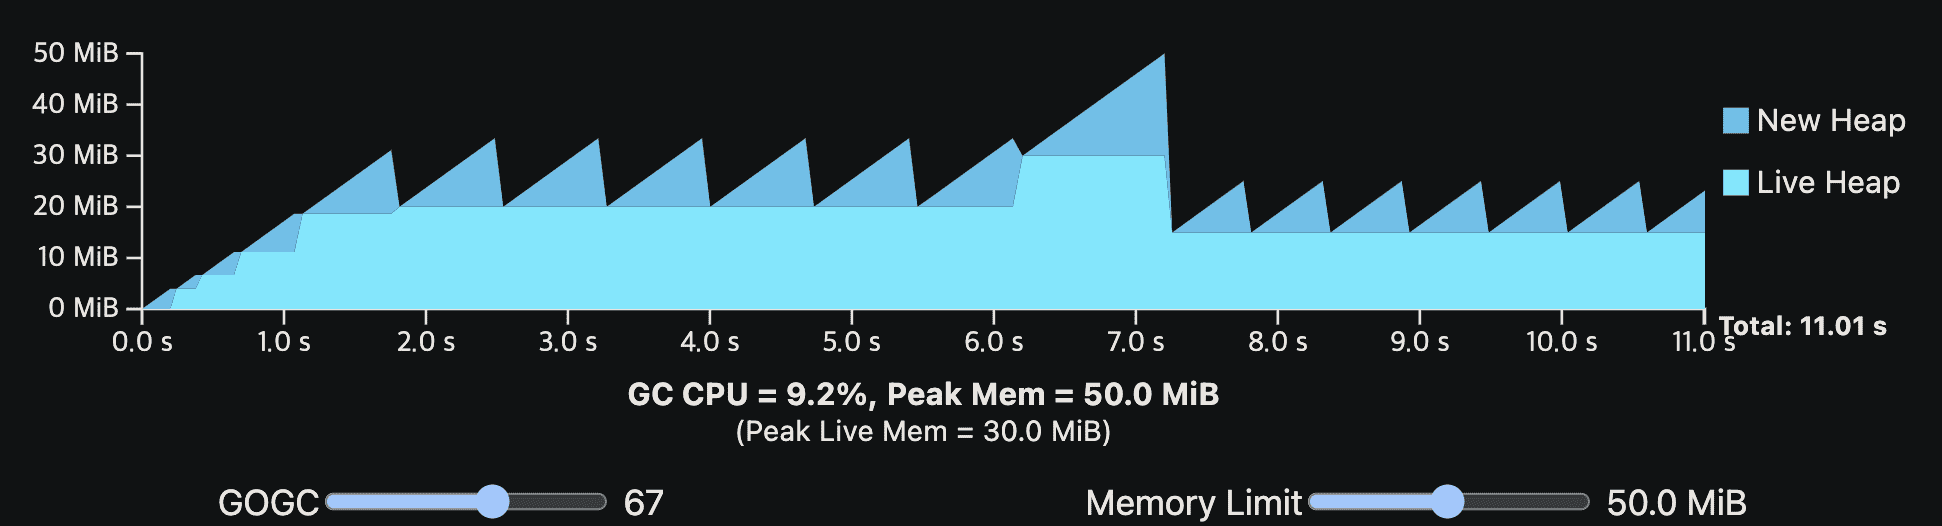 50 MiB
40 MiB
30 MiB
20 MiB
10 MiB
0 MiB
New Heap
Live Heap
0.0 s 1.0 s 2.0 s 3.0 s 4.0 s 5.0 s 6.0 s 7.0 s 8.0 s 9.0 s 10.0 s 11.0 s
Total: 11.01 s
GC CPU = 9.2%, Peak Mem = 50.0 MiB
(Peak Live Mem = 30.0 MiB)
GOGC 67
Memory Limit 50.0 MiB